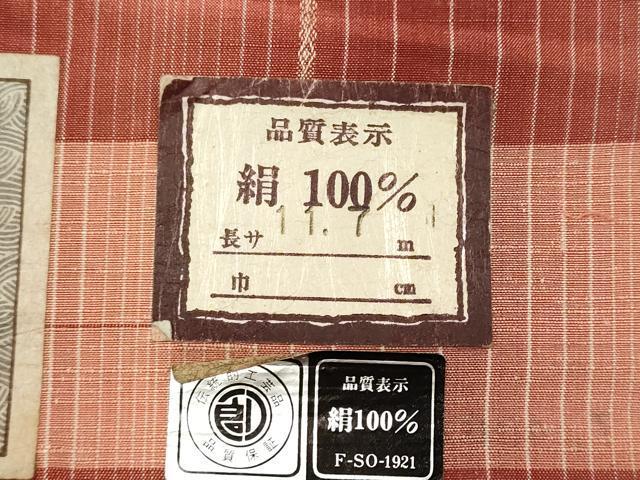 品質表示
絹 100%
11.7
長サ m
巾 cm
伝統的工芸品
品質保証
品質表示
絹100%
F-SO-1921